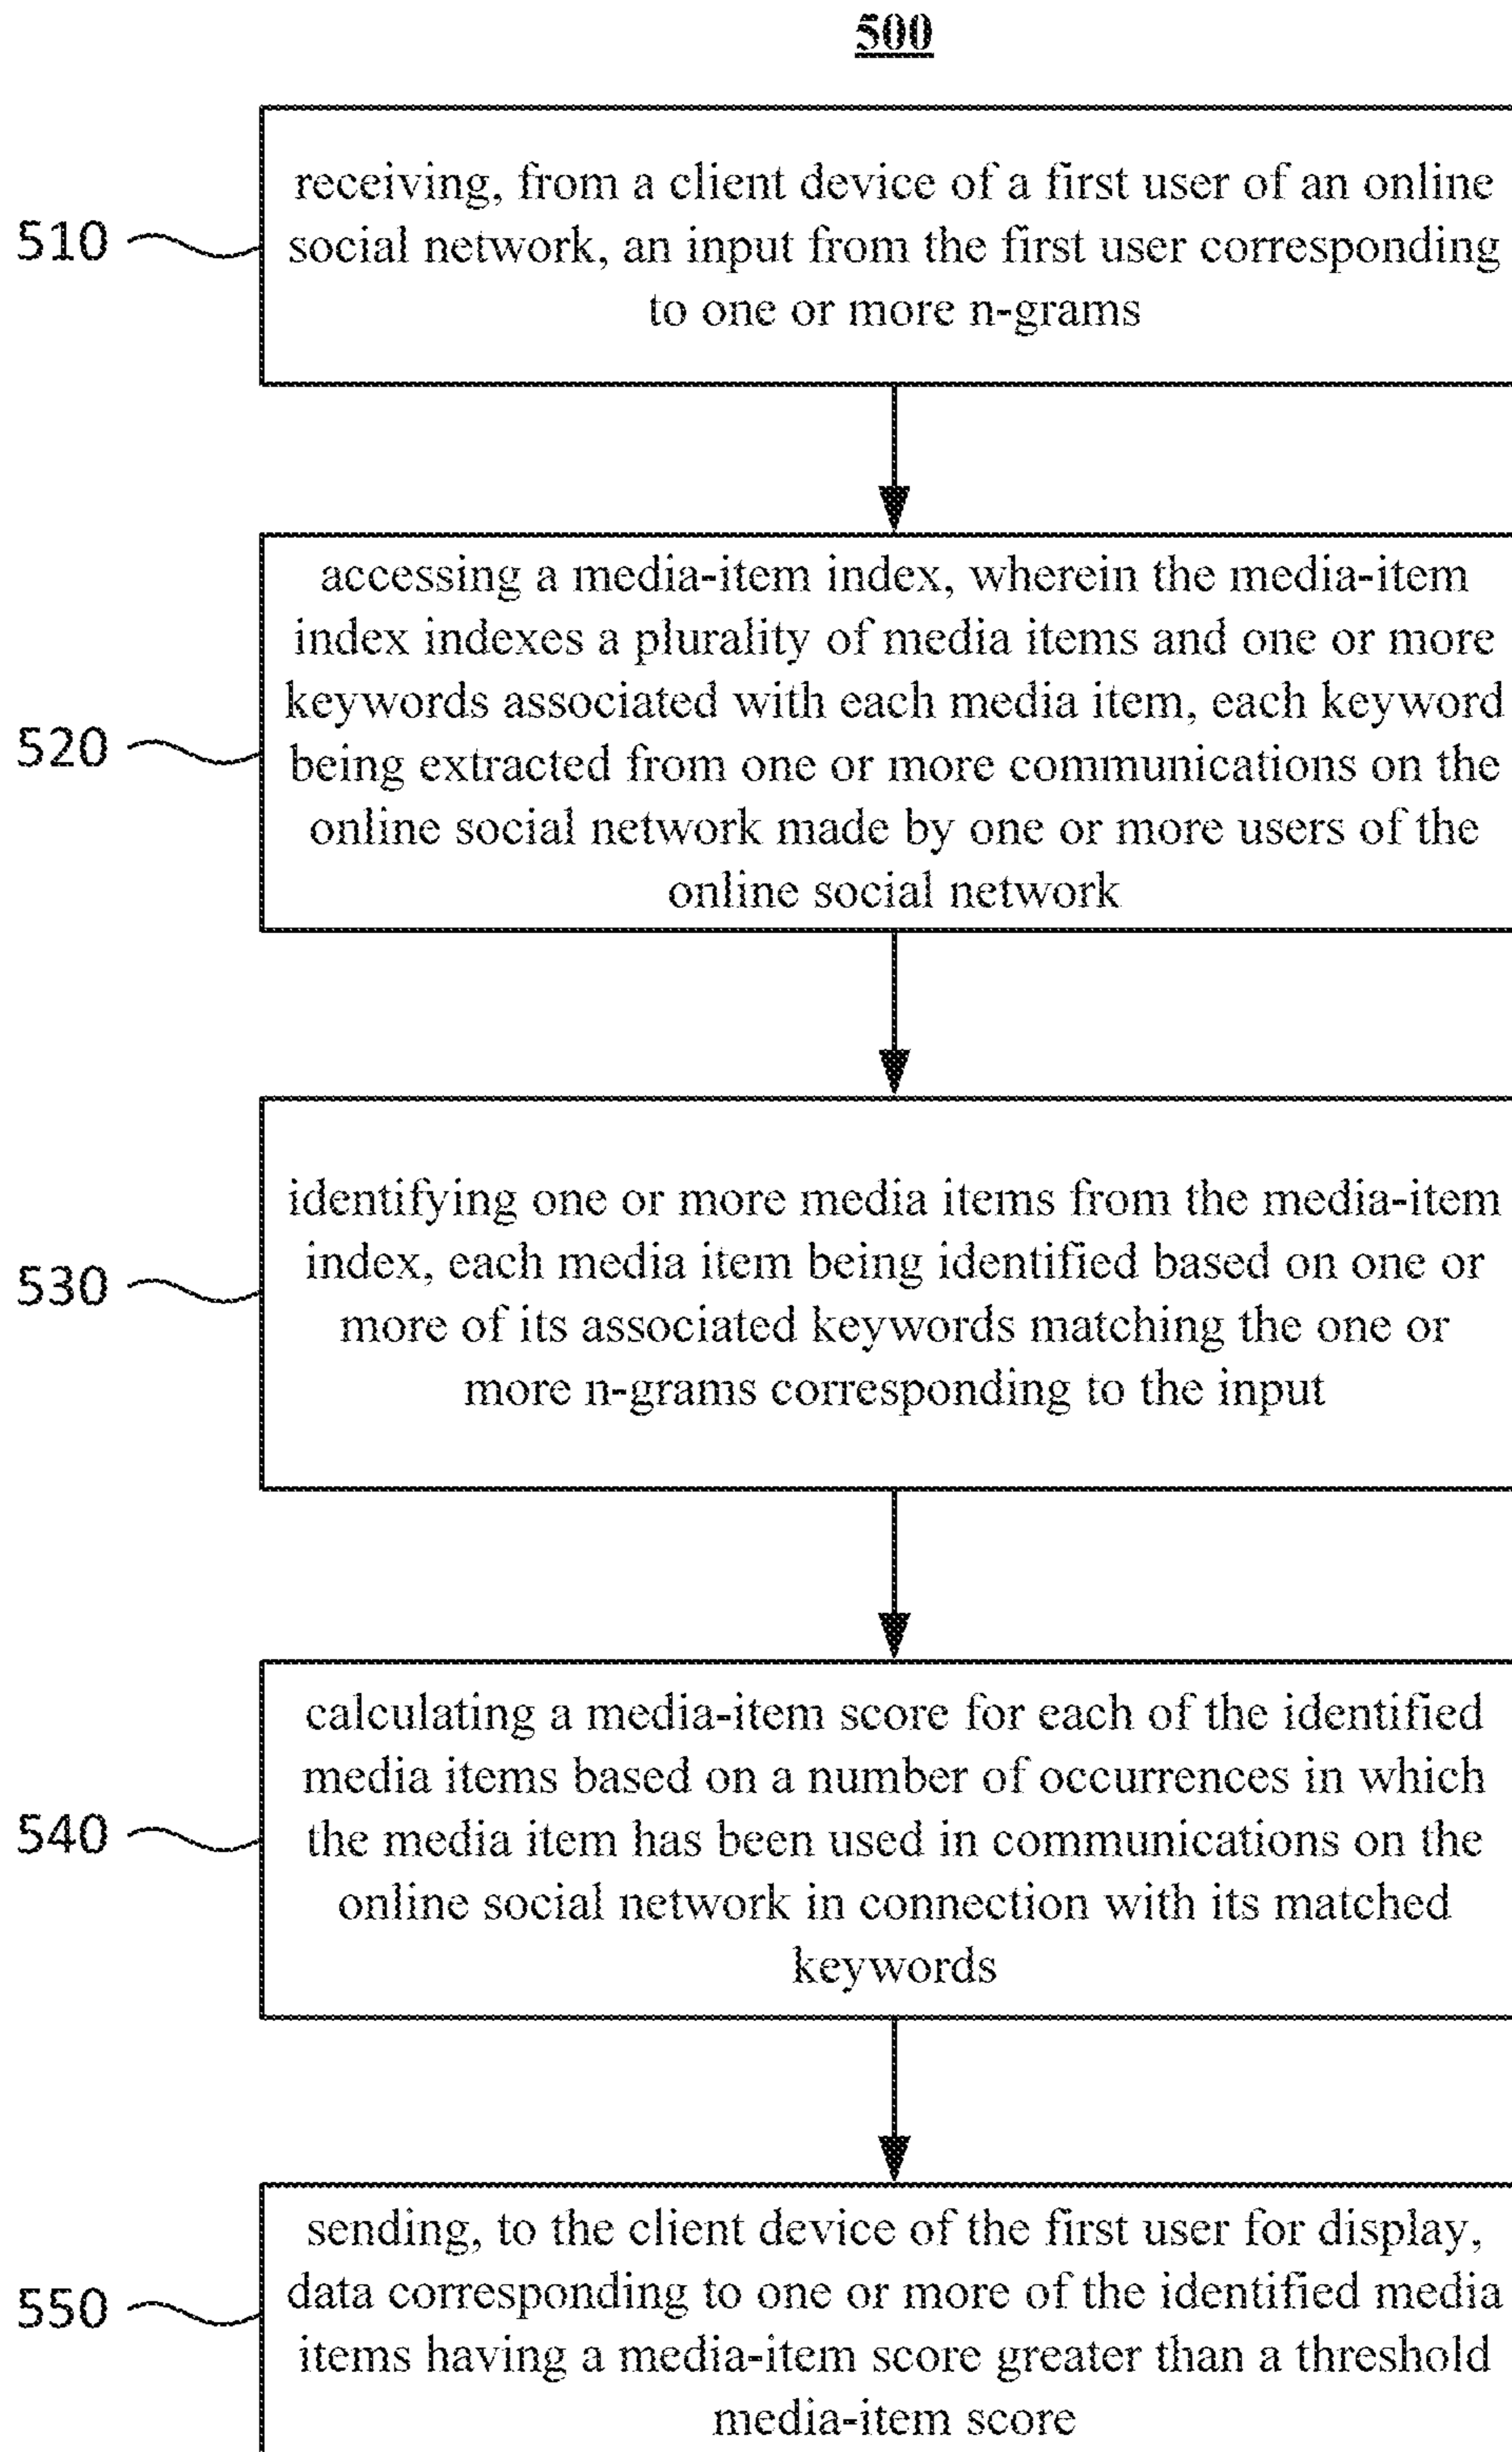 500
510
receiving, from a client device of a first user of an online
social network, an input from the first user corresponding
to one or more n-grams
520
accessing a media-item index, wherein the media-item
index indexes a plurality of media items and one or more
keywords associated with each media item, each keyword
being extracted from one or more communications on the
online social network made by one or more users of the
online social network
530
identifying one or more media items from the media-item
index, each media item being identified based on one or
more of its associated keywords matching the one or
more n-grams corresponding to the input
540
calculating a media-item score for each of the identified
media items based on a number of occurrences in which
the media item has been used in communications on the
online social network in connection with its matched
keywords
550
sending, to the client device of the first user for display,
data corresponding to one or more of the identified media
items having a media-item score greater than a threshold
media-item score